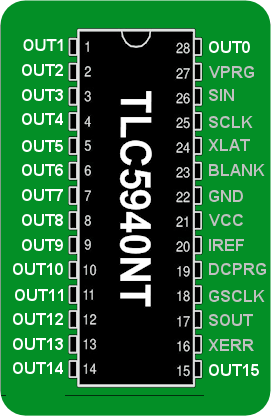 OUT1 1 28 OUT0
OUT2 2 27 VPRG
OUT3 3 26 SIN
OUT4 4 25 SCLK
OUT5 5 24 XLAT
OUT6 6 23 BLANK
OUT7 7 22 GND
OUT8 8 21 VCC
OUT9 9 20 IREF
OUT10 10 19 DCPRG
OUT11 11 18 GSCLK
OUT12 12 17 SOUT
OUT13 13 16 XERR
OUT14 14 15 OUT15
TLC5940NT